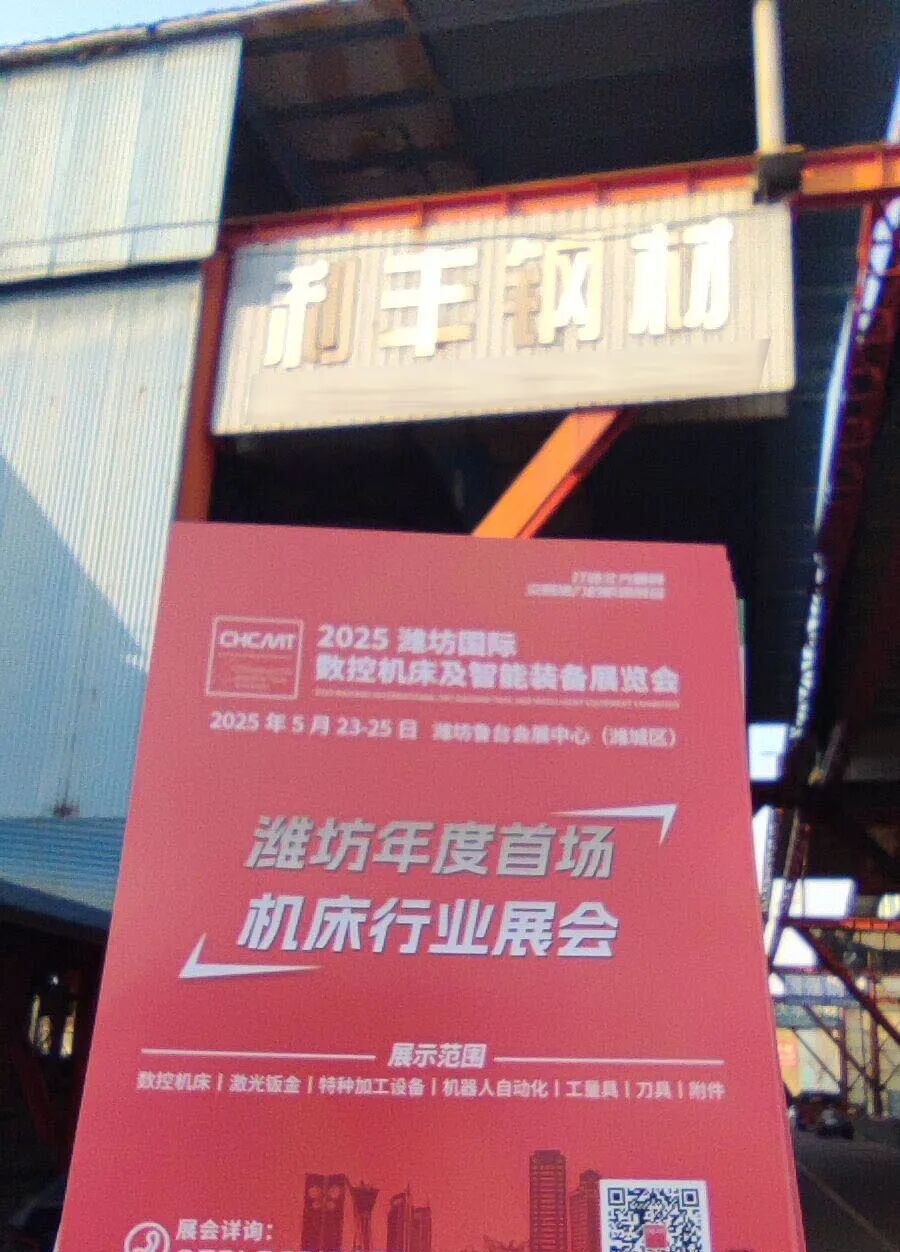 利丰钢材
CHCMT
2025 潍坊国际
数控机床及智能装备展览会
2025 年 5 月 23-25 日 潍坊鲁台会展中心（潍城区）
潍坊年度首场
机床行业展会
展示范围
数控机床 | 激光钣金 | 特种加工设备 | 机器人自动化 | 工量具 | 刀具 | 附件
展会详询：